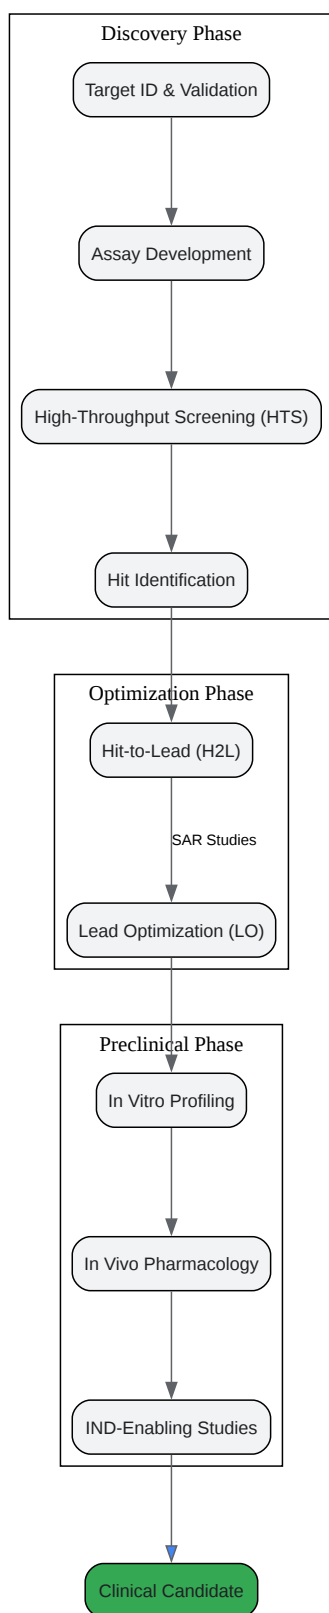 Discovery Phase
Target ID & Validation
Assay Development
High-Throughput Screening (HTS)
Hit Identification
Optimization Phase
Hit-to-Lead (H2L)
SAR Studies
Lead Optimization (LO)
Preclinical Phase
In Vitro Profiling
In Vivo Pharmacology
IND-Enabling Studies
Clinical Candidate